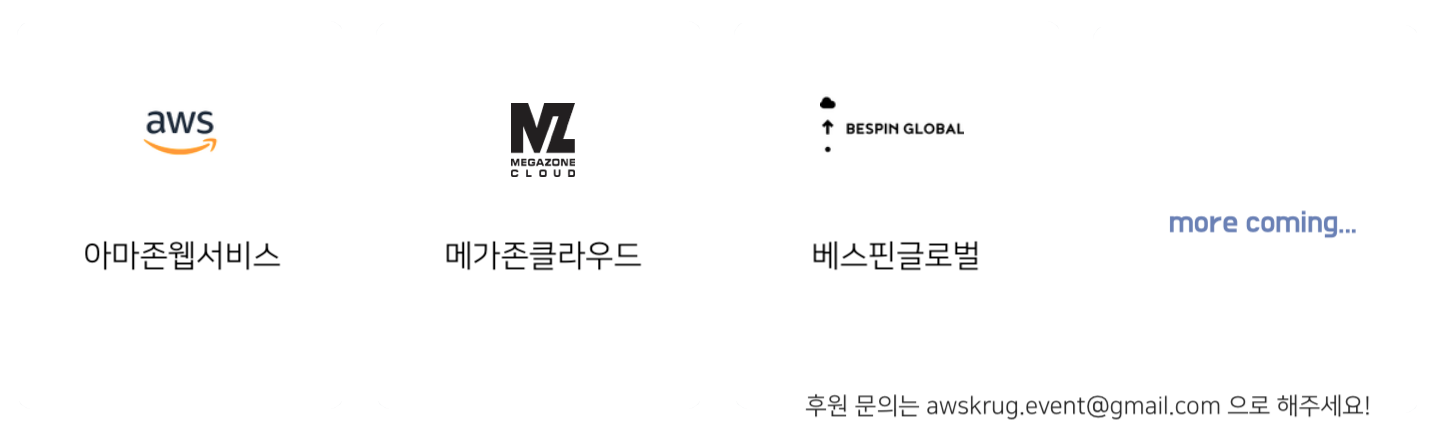 aws
아마존웹서비스
MZ
MEGAZONE
CLOUD
메가존클라우드
BESPIN GLOBAL
베스핀글로벌
more coming...
후원 문의는 awskrug.event@gmail.com 으로 해주세요!